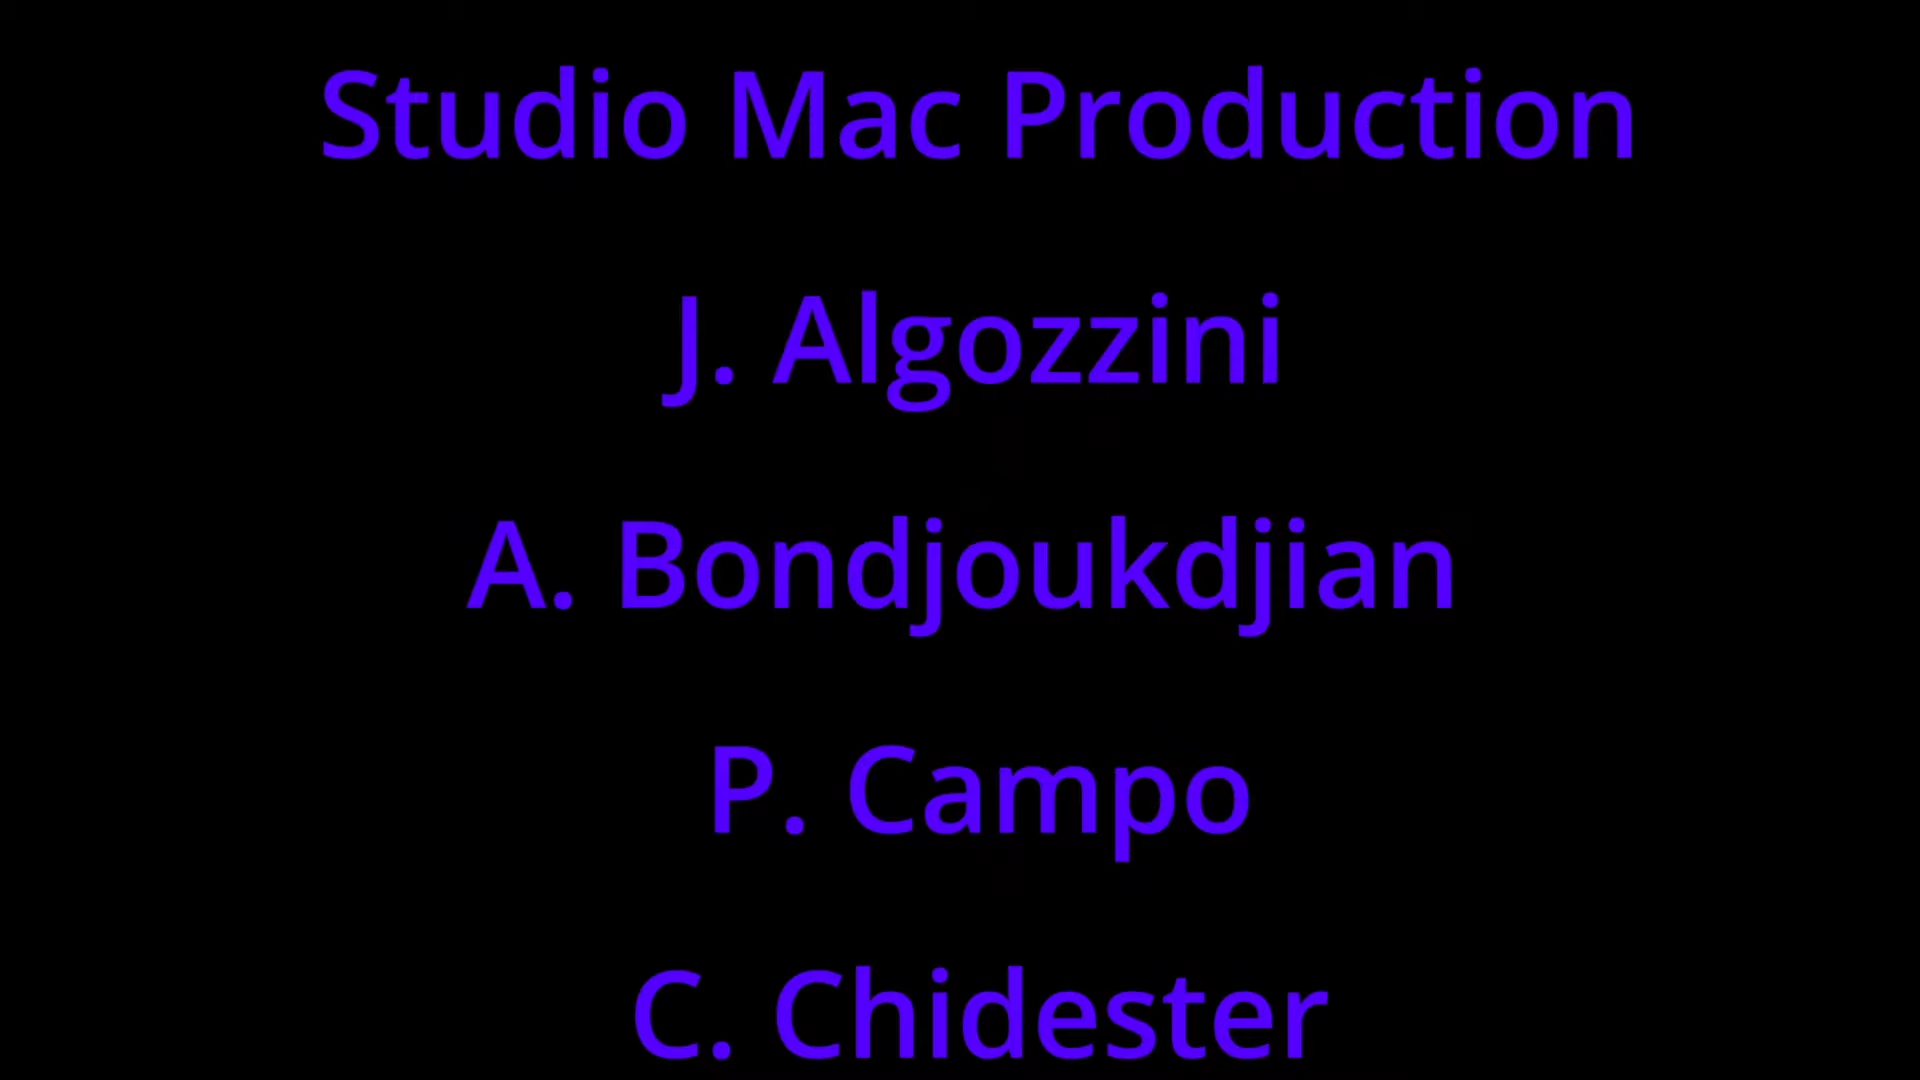 Studio Mac Production
J. Algozzini
A. Bondjoukdjian
P. Campo
C. Chidester